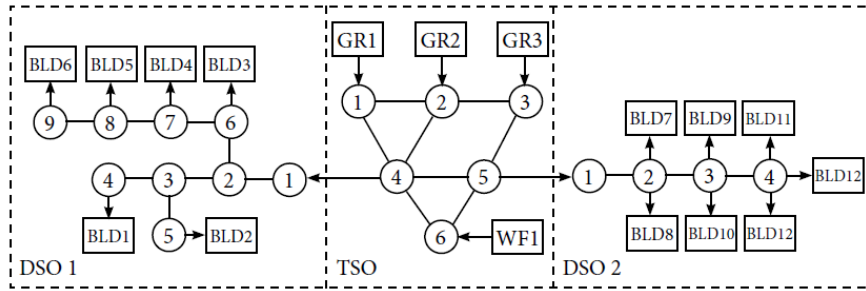 GR1 GR2 GR3
BLD6 BLD5 BLD4 BLD3
1 2 3
BLD7 BLD9 BLD11
9 8 7 6
4 3 2 1
4 5
1 2 3 4
BLD12
BLD1
5 BLD2
6 WF1
BLD8 BLD10 BLD12
DSO 1 TSO DSO 2